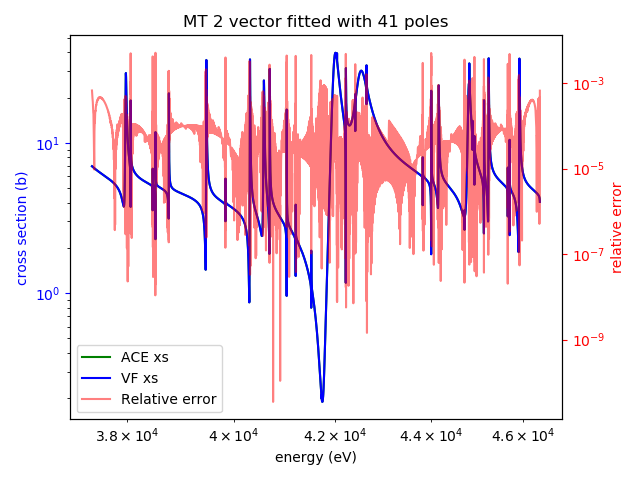 MT 2 vector fitted with 41 poles
10¹
10⁰
cross section (b)
10⁻³
10⁻⁵
10⁻⁷
10⁻⁹
relative error
ACE xs
VF xs
Relative error
3.8 × 10⁴
4 × 10⁴
4.2 × 10⁴
4.4 × 10⁴
4.6 × 10⁴
energy (eV)